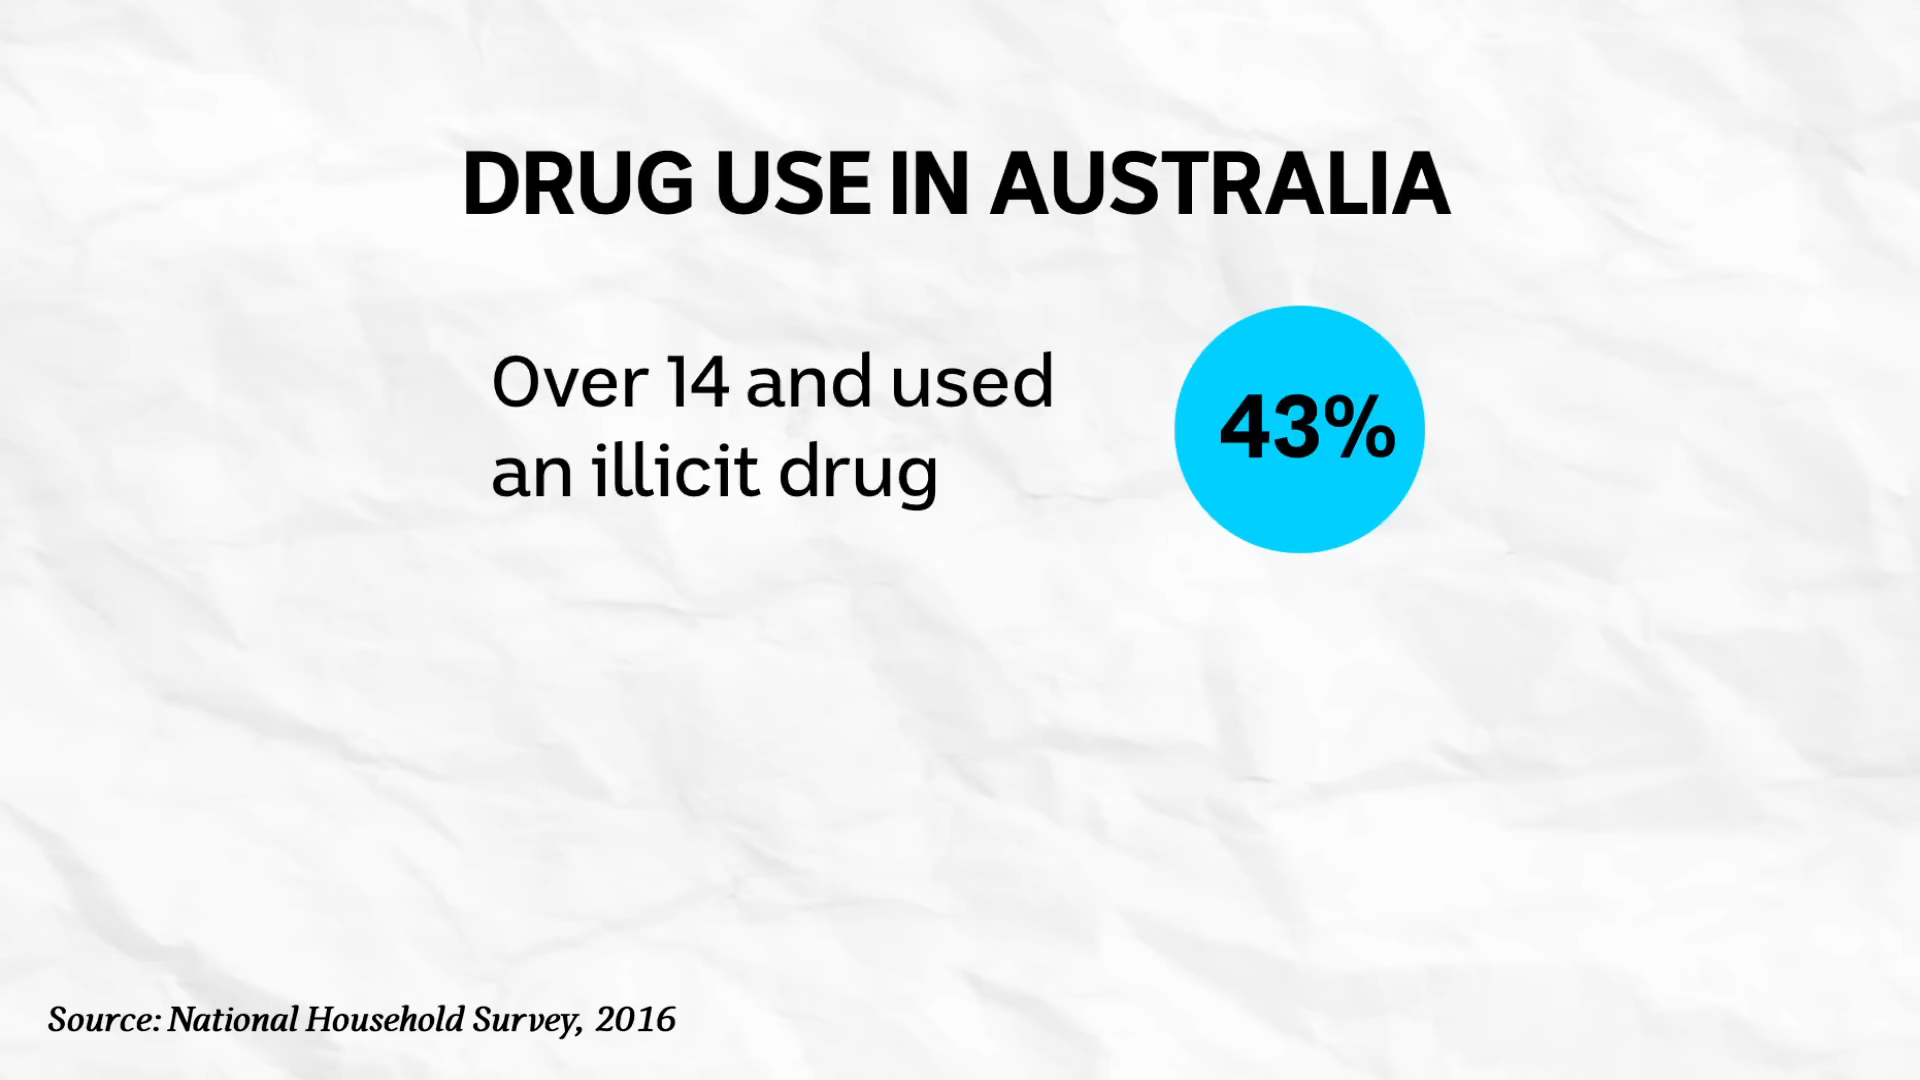 DRUG USE IN AUSTRALIA
Over 14 and used
an illicit drug
43%
Source: National Household Survey, 2016